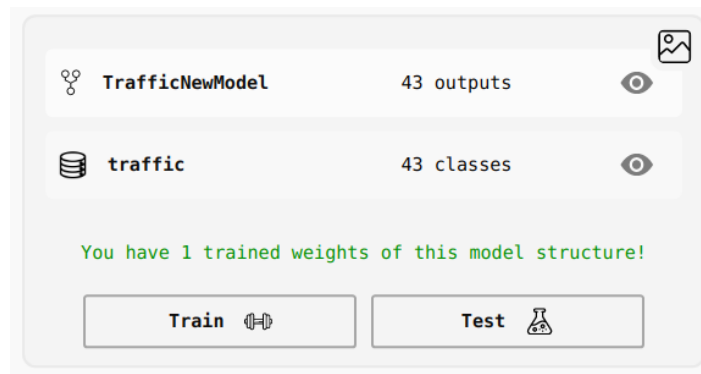 TrafficNewModel 43 outputs
traffic 43 classes
You have 1 trained weights of this model structure!
Train Test